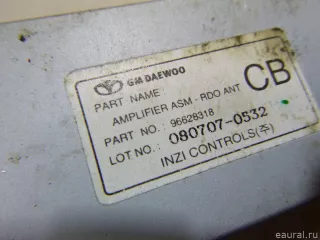 GM DAEWOO
PART NAME:
CB
AMPLIFIER ASM - RDO ANT
PART NO. : 96628318
LOT NO. : 080707-0532
INZI CONTROLS(주)
eaural.ru